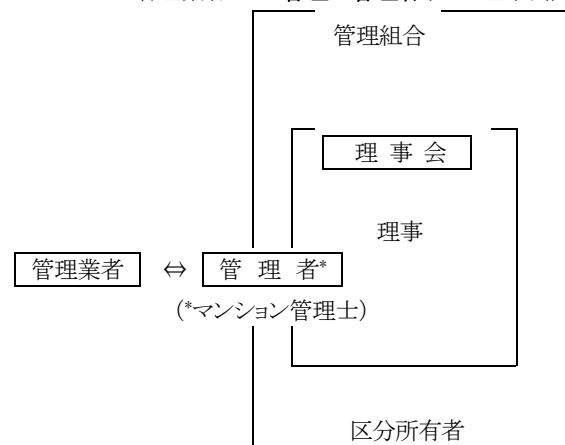 管理組合
理 事 会
理事
管理業者 ⇔ 管 理 者*
(*マンション管理士)
区分所有者